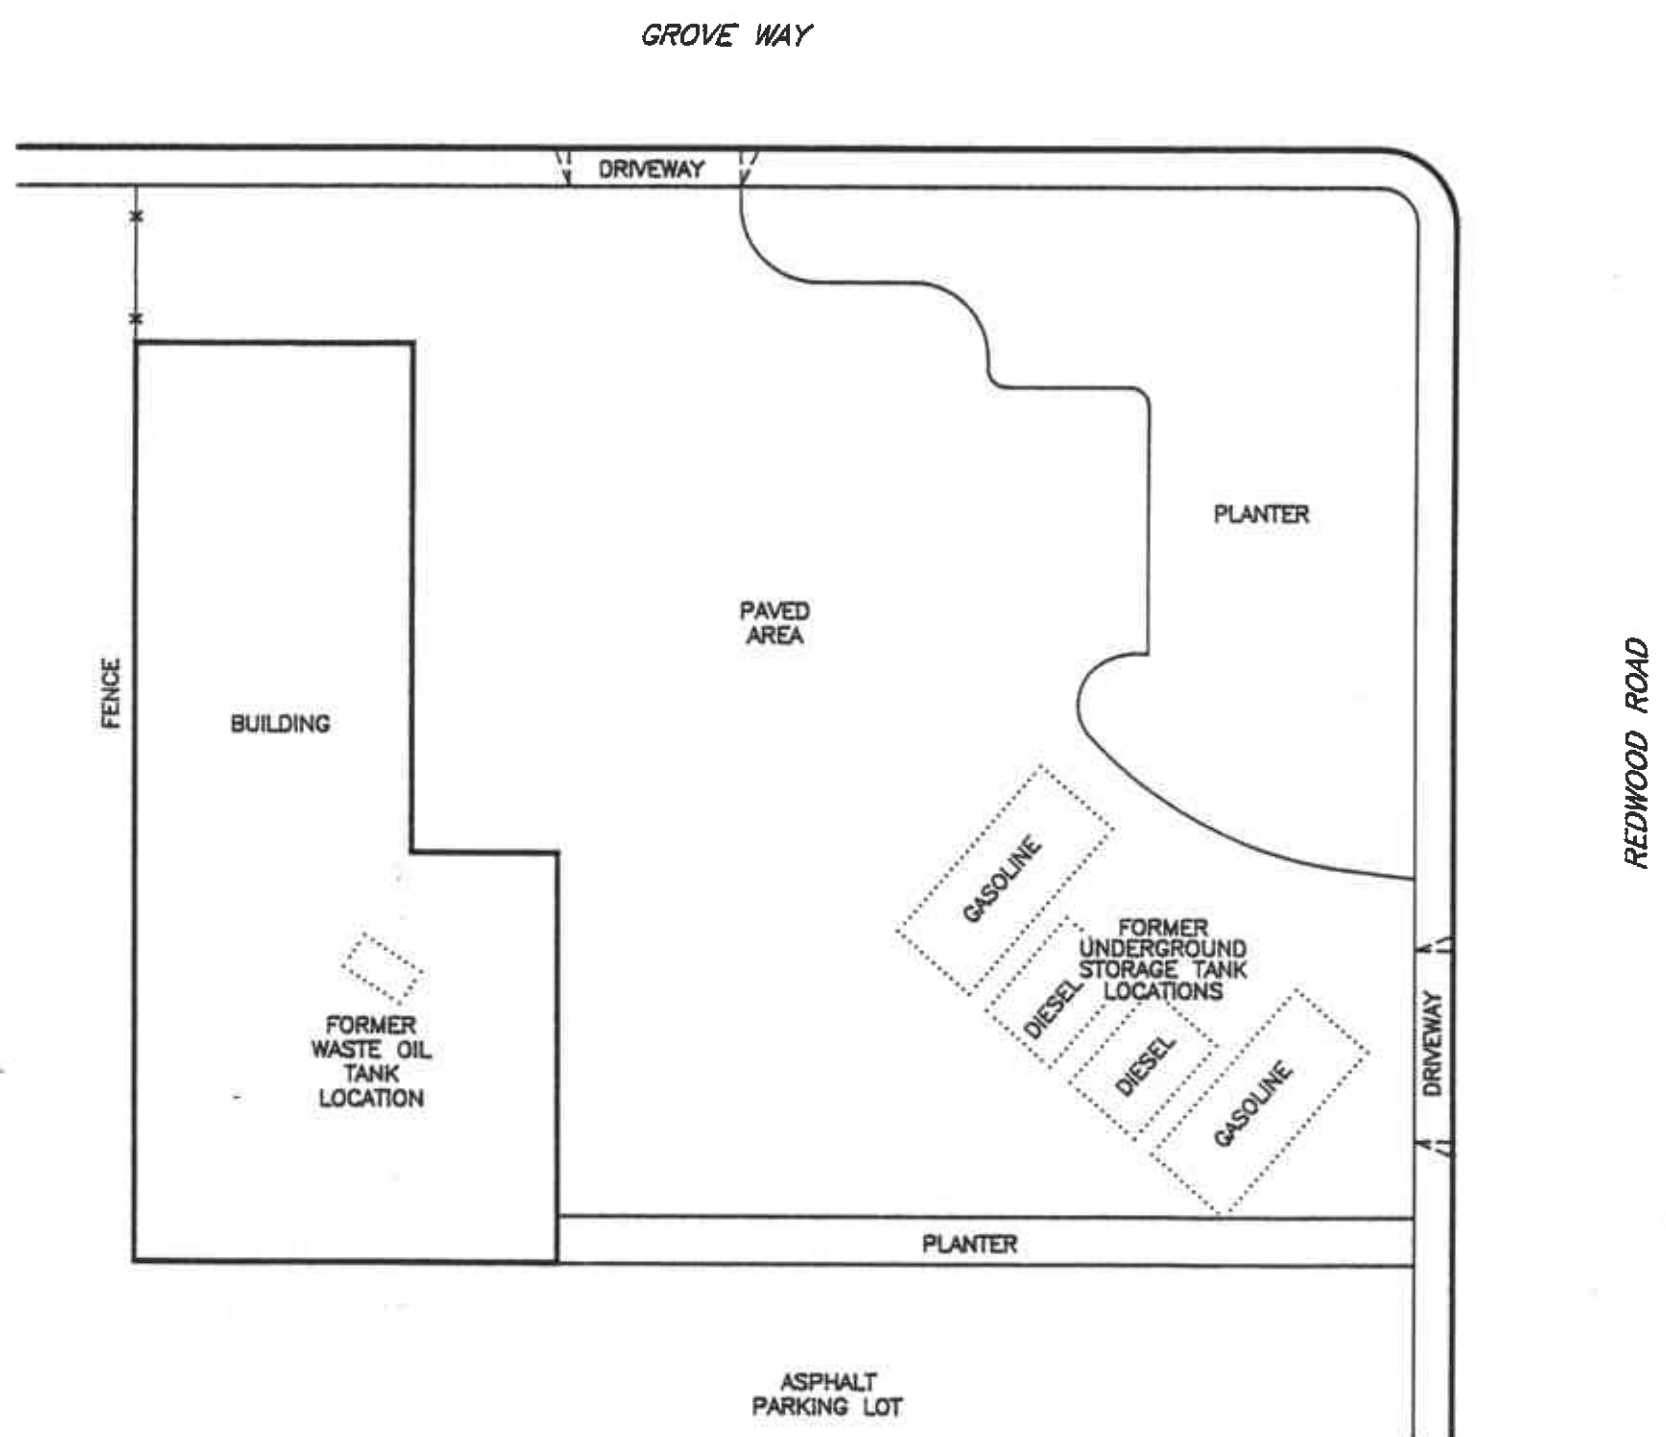 GROVE WAY
DRIVEWAY
PLANTER
PAVED
AREA
FENCE
BUILDING
REDWOOD ROAD
GASOLINE
FORMER
UNDERGROUND
STORAGE TANK
LOCATIONS
DIESEL
DIESEL
GASOLINE
DRIVEWAY
FORMER
WASTE OIL
TANK
LOCATION
PLANTER
ASPHALT
PARKING LOT